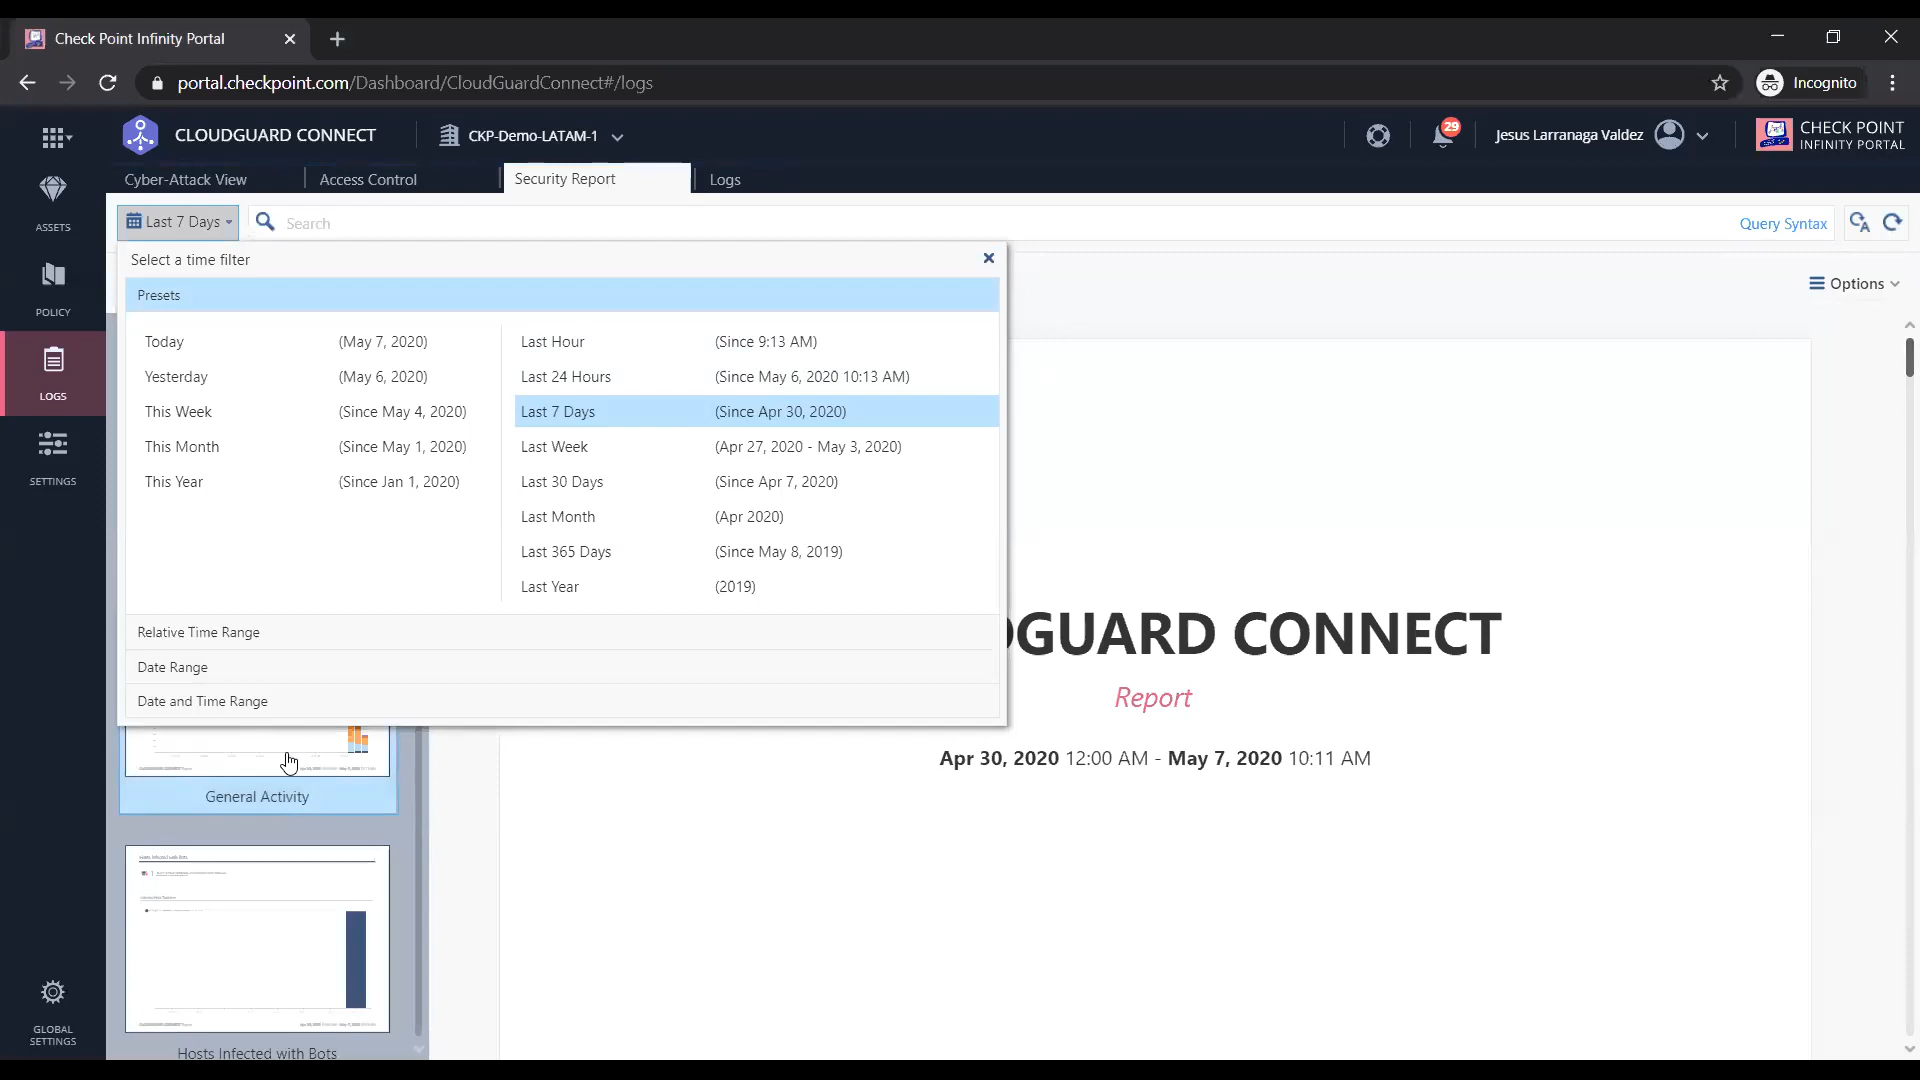 Check Point Infinity Portal
portal.checkpoint.com/Dashboard/CloudGuardConnect#/logs
Incognito
CLOUDGUARD CONNECT
CKP-Demo-LATAM-1
29
Jesus Larranaga Valdez
CHECK POINT
INFINITY PORTAL
Cyber-Attack View
Access Control
Security Report
Logs
ASSETS
POLICY
LOGS
SETTINGS
GLOBAL
SETTINGS
Last 7 Days
Search
Query Syntax
Options
Select a time filter
Presets
Today (May 7, 2020)
Yesterday (May 6, 2020)
This Week (Since May 4, 2020)
This Month (Since May 1, 2020)
This Year (Since Jan 1, 2020)
Last Hour (Since 9:13 AM)
Last 24 Hours (Since May 6, 2020 10:13 AM)
Last 7 Days (Since Apr 30, 2020)
Last Week (Apr 27, 2020 - May 3, 2020)
Last 30 Days (Since Apr 7, 2020)
Last Month (Apr 2020)
Last 365 Days (Since May 8, 2019)
Last Year (2019)
Relative Time Range
Date Range
Date and Time Range
GUARD CONNECT
Report
Apr 30, 2020 12:00 AM - May 7, 2020 10:11 AM
General Activity
Hosts Infected with Bots
Hosts Infected with Bots